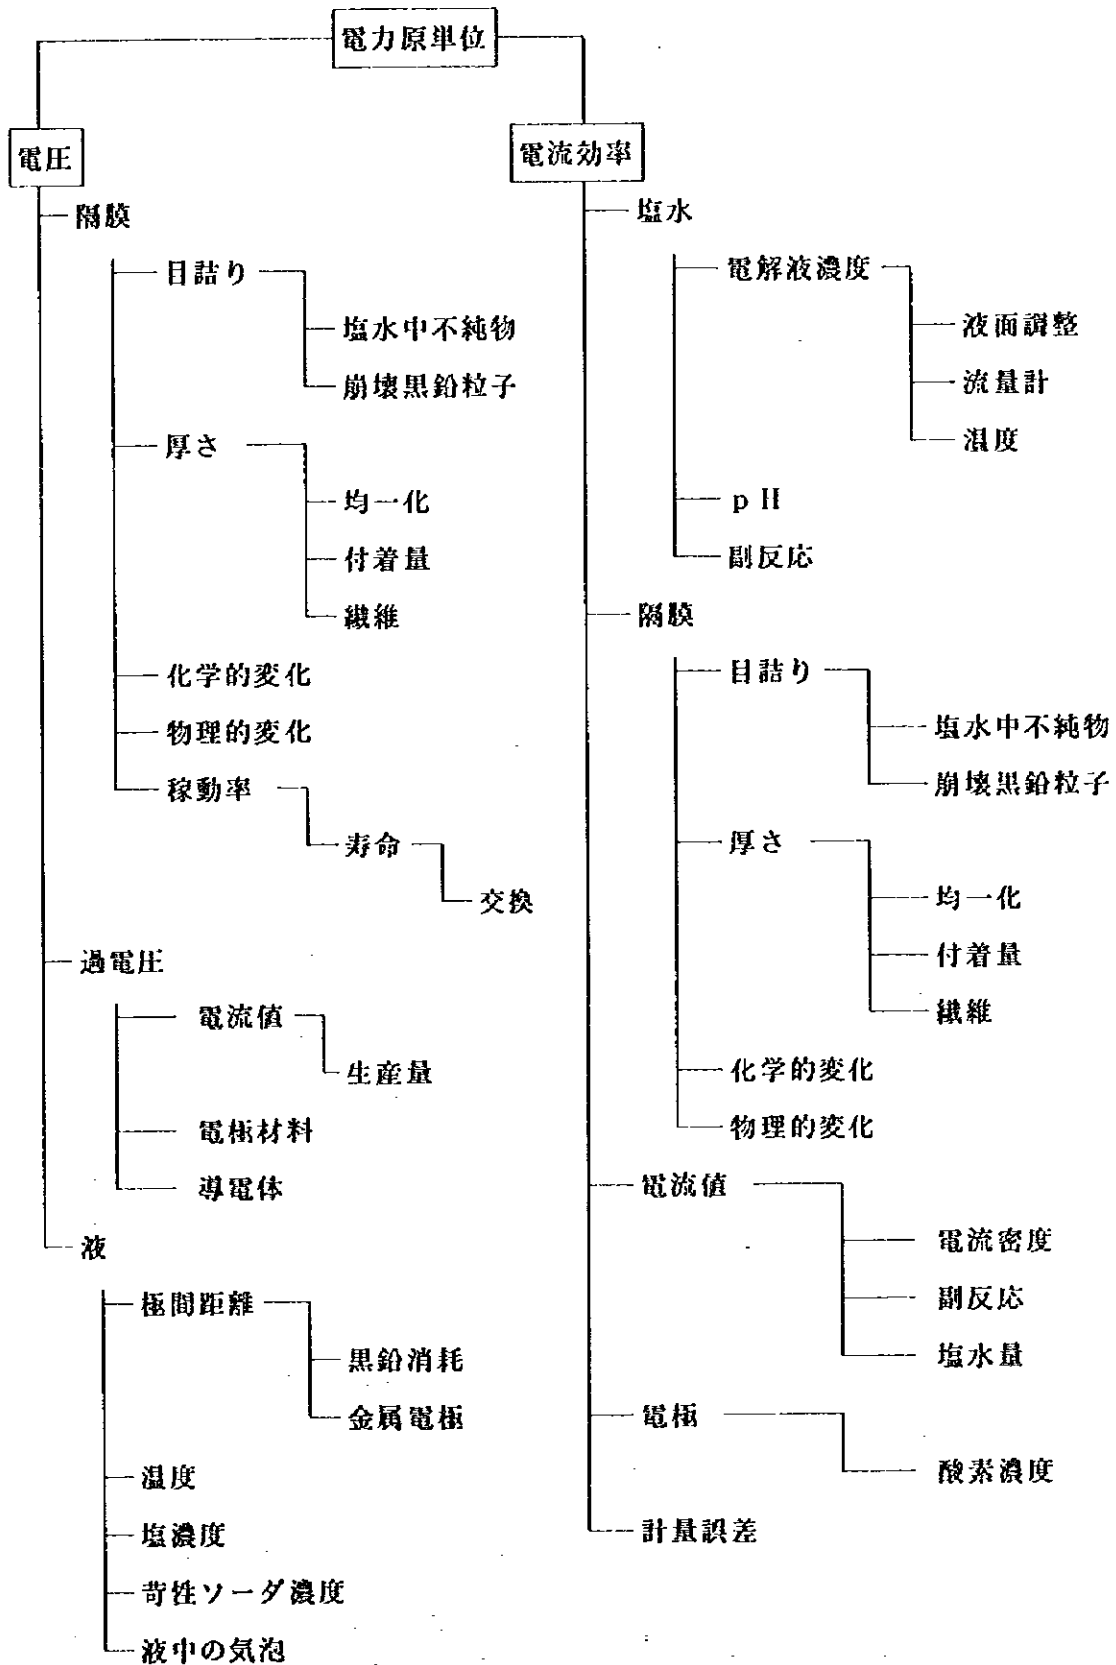 電力原単位
電圧
隔膜
目詰り
塩水中不純物
崩壊黒鉛粒子
厚さ
均一化
付着量
繊維
化学的変化
物理的変化
稼動率
寿命
交換
過電圧
電流値
生産量
電極材料
導電体
液
極間距離
黒鉛消耗
金属電極
温度
塩濃度
苛性ソーダ濃度
液中の気泡
電流効率
塩水
電解液濃度
液面調整
流量計
温度
pH
副反応
隔膜
目詰り
塩水中不純物
崩壊黒鉛粒子
厚さ
均一化
付着量
繊維
化学的変化
物理的変化
電流値
電流密度
副反応
塩水量
電極
酸素濃度
計量誤差